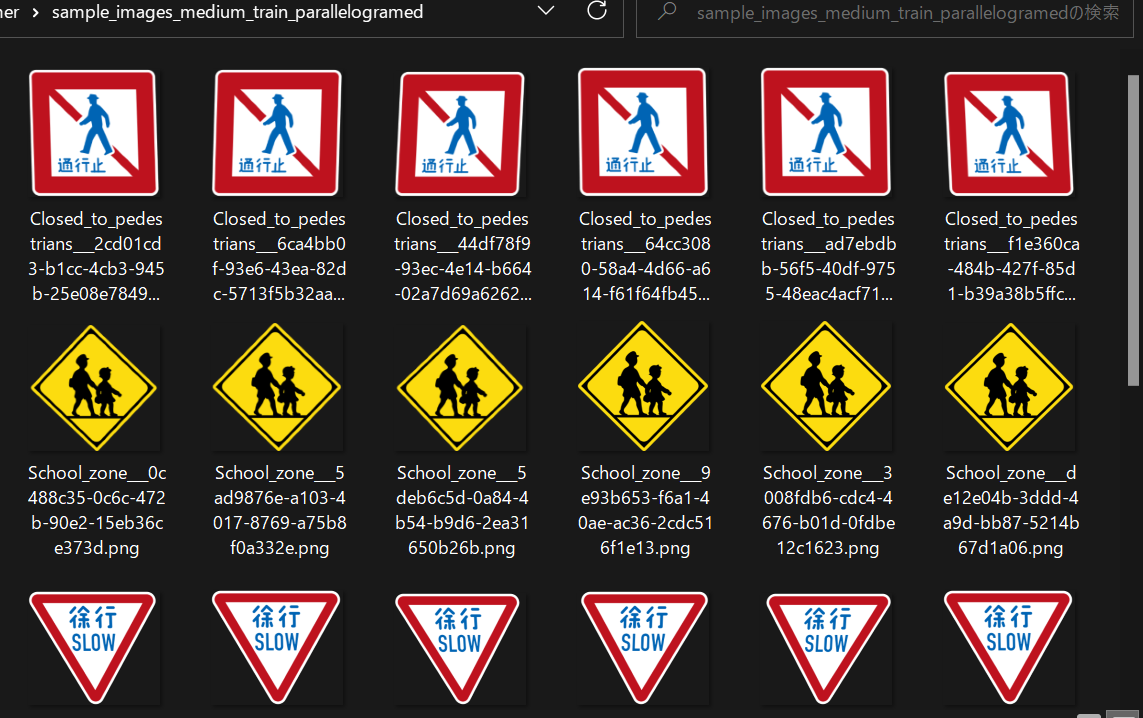 ner > sample_images_medium_train_parallelogramed
sample_images_medium_train_parallelogramedの検索
通行止 通行止 通行止 通行止 通行止 通行止
Closed_to_pedes
trians__2cd01cd
3-b1cc-4cb3-945
b-25e08e7849...
Closed_to_pedes
trians__6ca4bb0
f-93e6-43ea-82d
c-5713f5b32aa...
Closed_to_pedes
trians__44df78f9
-93ec-4e14-b664
-02a7d69a6262...
Closed_to_pedes
trians__64cc308
0-58a4-4d66-a6
14-f61f64fb45...
Closed_to_pedes
trians__ad7ebdb
b-56f5-40df-975
5-48eac4acf71...
Closed_to_pedes
trians__f1e360ca
-484b-427f-85d
1-b39a38b5ffc...
School_zone__0c
488c35-0c6c-472
b-90e2-15eb36c
e373d.png
School_zone__5
ad9876e-a103-4
017-8769-a75b8
f0a332e.png
School_zone__5
deb6c5d-0a84-4
b54-b9d6-2ea31
650b26b.png
School_zone__9
e93b653-f6a1-4
0ae-ac36-2cdc51
6f1e13.png
School_zone__3
008fdb6-cdc4-4
676-b01d-0fdbe
12c1623.png
School_zone__d
e12e04b-3ddd-4
a9d-bb87-5214b
67d1a06.png
徐行 徐行 徐行 徐行 徐行 徐行
SLOW SLOW SLOW SLOW SLOW SLOW